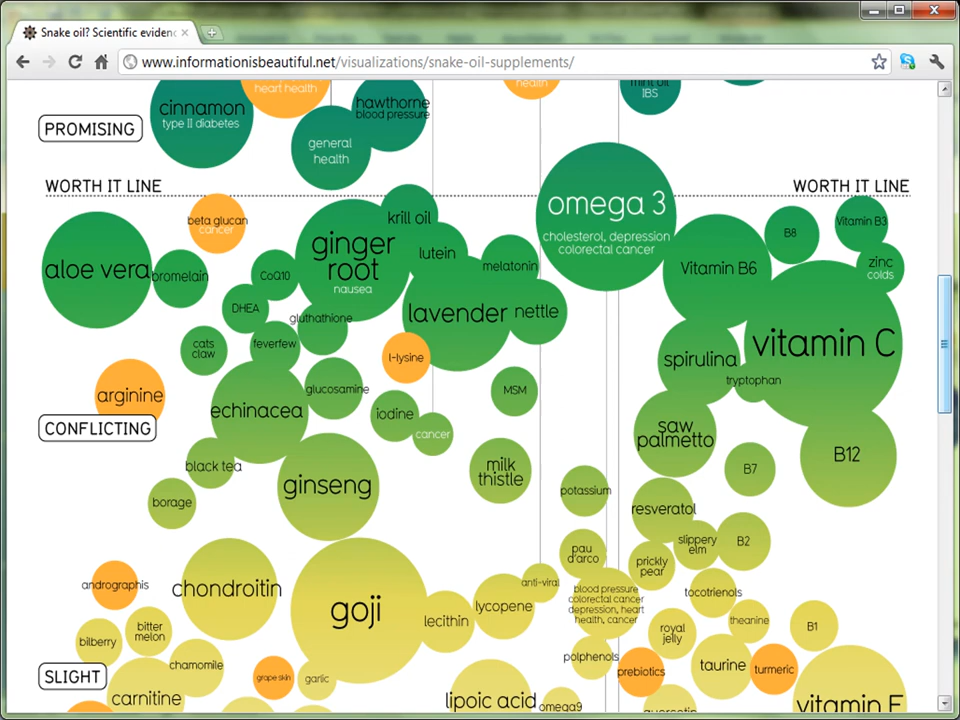 Snake oil? Scientific evidenc
www.informationisbeautiful.net/visualizations/snake-oil-supplements/
heart health
health
mint oil
IBS
cinnamon
type II diabetes
hawthorne
blood pressure
PROMISING
general
health
WORTH IT LINE
WORTH IT LINE
omega 3
cholesterol, depression
colorectal cancer
beta glucan
cancer
krill oil
B8
Vitamin B3
ginger
root
nausea
lutein
aloe vera
bromelain
CoQ10
melatonin
Vitamin B6
zinc
colds
DHEA
gluthathione
lavender
nettle
cats
claw
feverfew
l-lysine
spirulina
vitamin C
tryptophan
arginine
glucosamine
MSM
echinacea
iodine
CONFLICTING
cancer
saw
palmetto
B12
black tea
milk
thistle
B7
ginseng
potassium
borage
resveratol
slippery
elm
B2
pau
d'arco
prickly
pear
andrographis
chondroitin
anti-viral
blood pressure
colorectal cancer
depression, heart
health, cancer
tocotrienols
goji
lycopene
lecithin
theanine
B1
bitter
melon
bilberry
royal
jelly
chamomile
polphenols
taurine
turmeric
prebiotics
SLIGHT
grape skin
garlic
carnitine
lipoic acid
omega9
quercetin
vitamin E